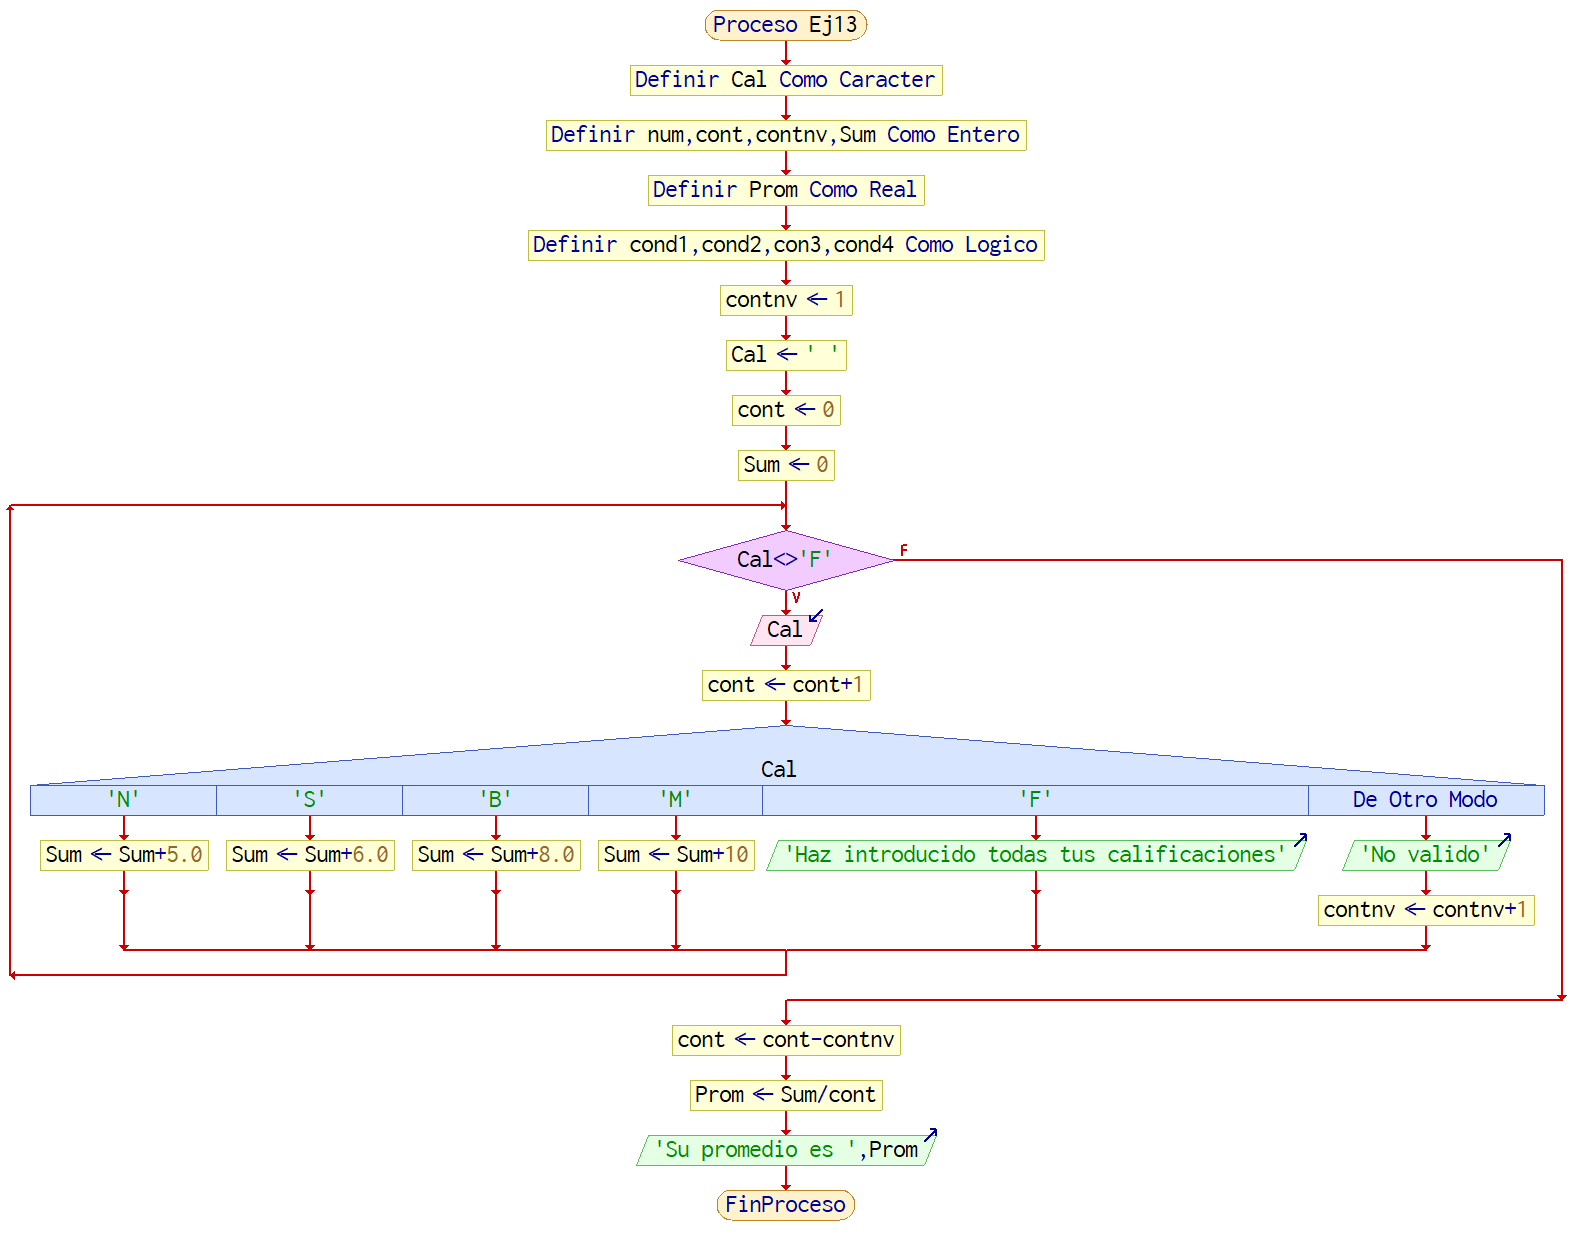 Proceso Ej13
Definir Cal Como Caracter
Definir num,cont,contnv,Sum Como Entero
Definir Prom Como Real
Definir cond1,cond2,con3,cond4 Como Logico
contnv ← 1
Cal ← ' '
cont ← 0
Sum ← 0
Cal<>'F'
F
V
Cal
cont ← cont+1
Cal
'N' 'S' 'B' 'M' 'F' De Otro Modo
Sum ← Sum+5.0 Sum ← Sum+6.0 Sum ← Sum+8.0 Sum ← Sum+10 'Haz introducido todas tus calificaciones' 'No valido'
contnv ← contnv+1
cont ← cont-contnv
Prom ← Sum/cont
'Su promedio es ',Prom
FinProceso